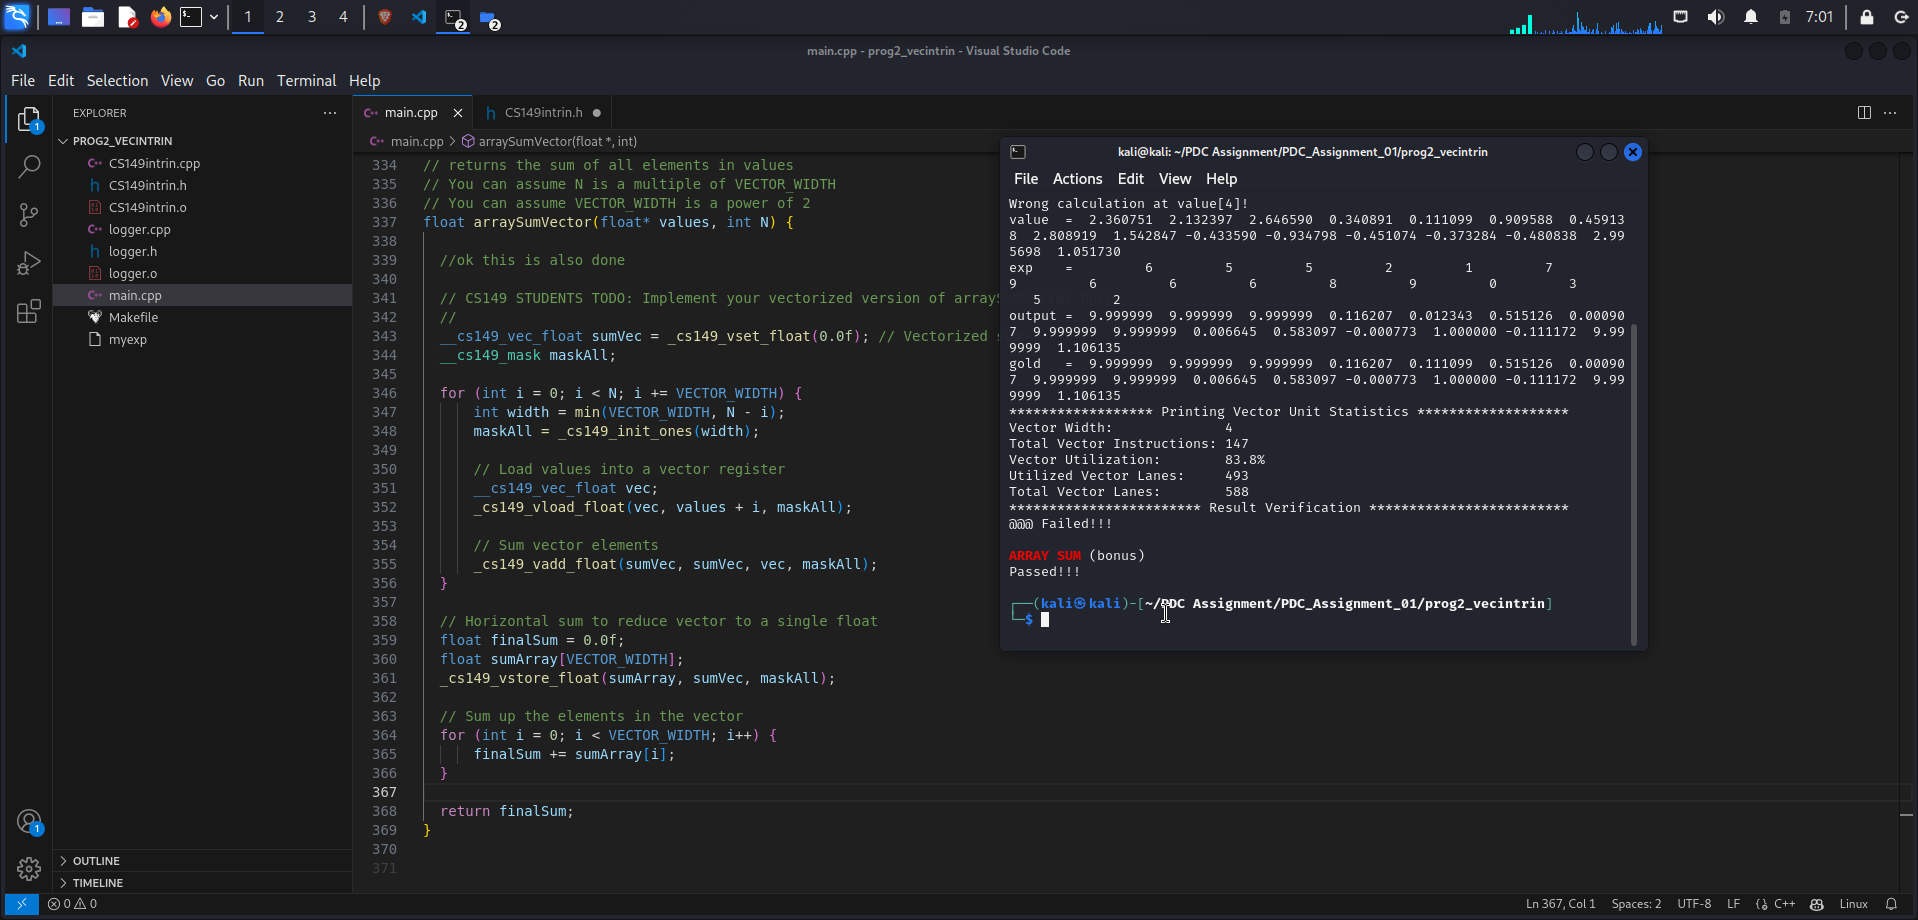 1 2 3 4 2 2 7:01
main.cpp - prog2_vecintrin - Visual Studio Code
File Edit Selection View Go Run Terminal Help
1
EXPLORER ···
PROG2_VECINTRIN
CS149intrin.cpp
CS149intrin.h
CS149intrin.o
logger.cpp
logger.h
logger.o
main.cpp
Makefile
myexp
OUTLINE
TIMELINE
1
main.cpp CS149intrin.h
main.cpp > arraySumVector(float *, int)
334 // returns the sum of all elements in values
335 // You can assume N is a multiple of VECTOR_WIDTH
336 // You can assume VECTOR_WIDTH is a power of 2
337 float arraySumVector(float* values, int N) {
338
339 //ok this is also done
340
341 // CS149 STUDENTS TODO: Implement your vectorized version of arrayS
342 //
343 __cs149_vec_float sumVec = _cs149_vset_float(0.0f); // Vectorized s
344 __cs149_mask maskAll;
345
346 for (int i = 0; i < N; i += VECTOR_WIDTH) {
347 int width = min(VECTOR_WIDTH, N - i);
348 maskAll = _cs149_init_ones(width);
349
350 // Load values into a vector register
351 __cs149_vec_float vec;
352 _cs149_vload_float(vec, values + i, maskAll);
353
354 // Sum vector elements
355 _cs149_vadd_float(sumVec, sumVec, vec, maskAll);
356 }
357
358 // Horizontal sum to reduce vector to a single float
359 float finalSum = 0.0f;
360 float sumArray[VECTOR_WIDTH];
361 _cs149_vstore_float(sumArray, sumVec, maskAll);
362
363 // Sum up the elements in the vector
364 for (int i = 0; i < VECTOR_WIDTH; i++) {
365 finalSum += sumArray[i];
366 }
367
368 return finalSum;
369 }
370
371
kali@kali: ~/PDC Assignment/PDC_Assignment_01/prog2_vecintrin
File Actions Edit View Help
Wrong calculation at value[4]!
value = 2.360751 2.132397 2.646590 0.340891 0.111099 0.909588 0.45913
8 2.808919 1.542847 -0.433590 -0.934798 -0.451074 -0.373284 -0.480838 2.99
5698 1.051730
exp = 6 5 5 2 1 7
9 6 6 6 8 9 0 3
5 2
output = 9.999999 9.999999 9.999999 0.116207 0.012343 0.515126 0.00090
7 9.999999 9.999999 0.006645 0.583097 -0.000773 1.000000 -0.111172 9.99
9999 1.106135
gold = 9.999999 9.999999 9.999999 0.116207 0.111099 0.515126 0.00090
7 9.999999 9.999999 0.006645 0.583097 -0.000773 1.000000 -0.111172 9.99
9999 1.106135
****************** Printing Vector Unit Statistics *******************
Vector Width: 4
Total Vector Instructions: 147
Vector Utilization: 83.8%
Utilized Vector Lanes: 493
Total Vector Lanes: 588
************************ Result Verification *************************
@@@ Failed!!!
ARRAY SUM (bonus)
Passed!!!
┌──(kali㉿kali)-[~/PDC Assignment/PDC_Assignment_01/prog2_vecintrin]
└─$
0 0 Ln 367, Col 1 Spaces: 2 UTF-8 LF {} C++ Linux